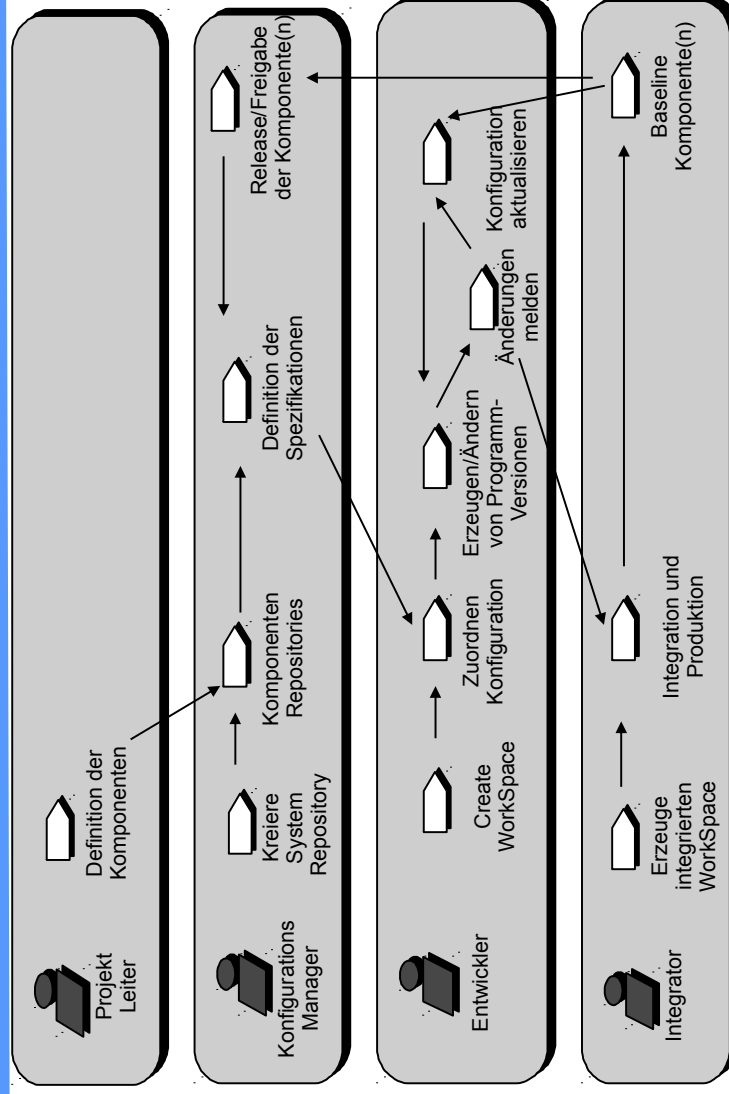 Projekt
Leiter
Definition der
Komponenten
Konfigurations
Manager
Kreiere
System
Repository
Komponenten
Repositories
Definition der
Spezifikationen
Release/Freigabe
der Komponente(n)
Entwickler
Create
WorkSpace
Zuordnen
Konfiguration
Erzeugen/Ändern
von Programm-
Versionen
Änderungen
melden
Konfiguration
aktualisieren
Integrator
Erzeuge
integrierten
WorkSpace
Integration und
Produktion
Baseline
Komponente(n)